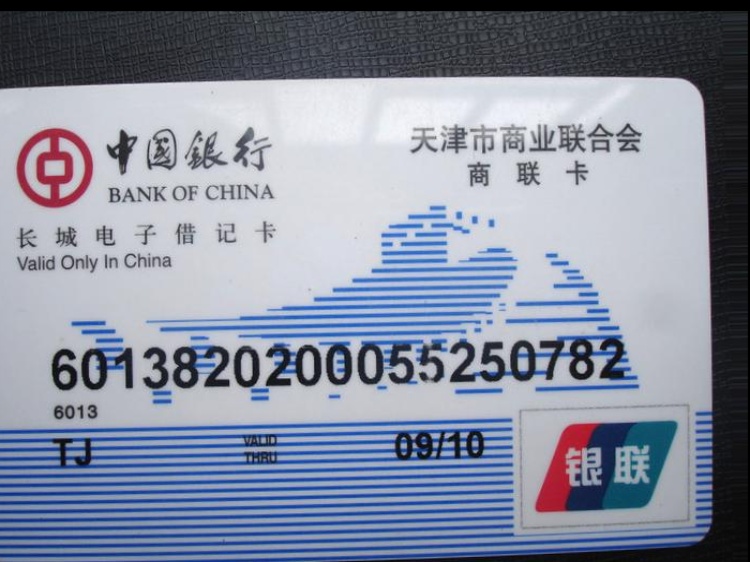 中国銀行
BANK OF CHINA
天津市商业联合会
商联卡
长城电子借记卡
Valid Only In China
6013820200055250782
6013
TJ
VALID THRU
09/10
银联